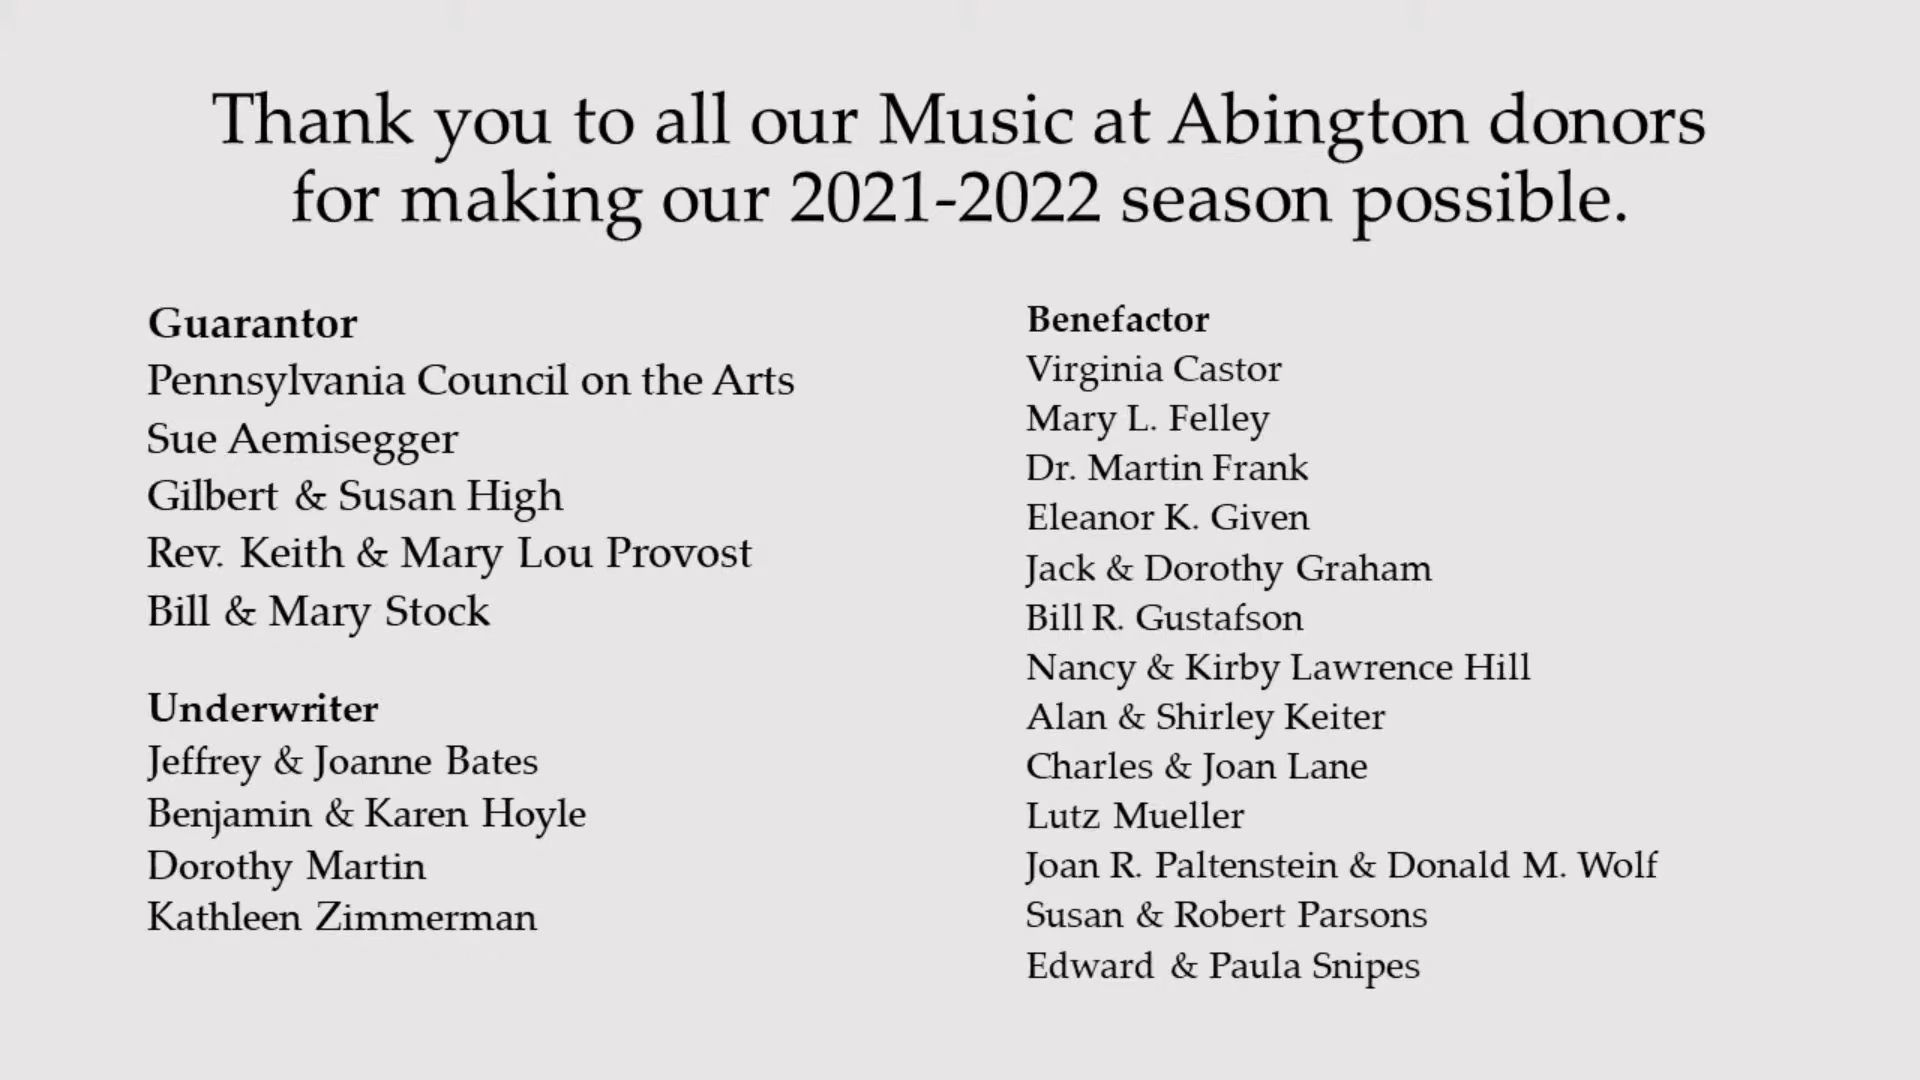 Thank you to all our Music at Abington donors
for making our 2021-2022 season possible.
Guarantor
Pennsylvania Council on the Arts
Sue Aemisegger
Gilbert & Susan High
Rev. Keith & Mary Lou Provost
Bill & Mary Stock
Underwriter
Jeffrey & Joanne Bates
Benjamin & Karen Hoyle
Dorothy Martin
Kathleen Zimmerman
Benefactor
Virginia Castor
Mary L. Felley
Dr. Martin Frank
Eleanor K. Given
Jack & Dorothy Graham
Bill R. Gustafson
Nancy & Kirby Lawrence Hill
Alan & Shirley Keiter
Charles & Joan Lane
Lutz Mueller
Joan R. Paltenstein & Donald M. Wolf
Susan & Robert Parsons
Edward & Paula Snipes